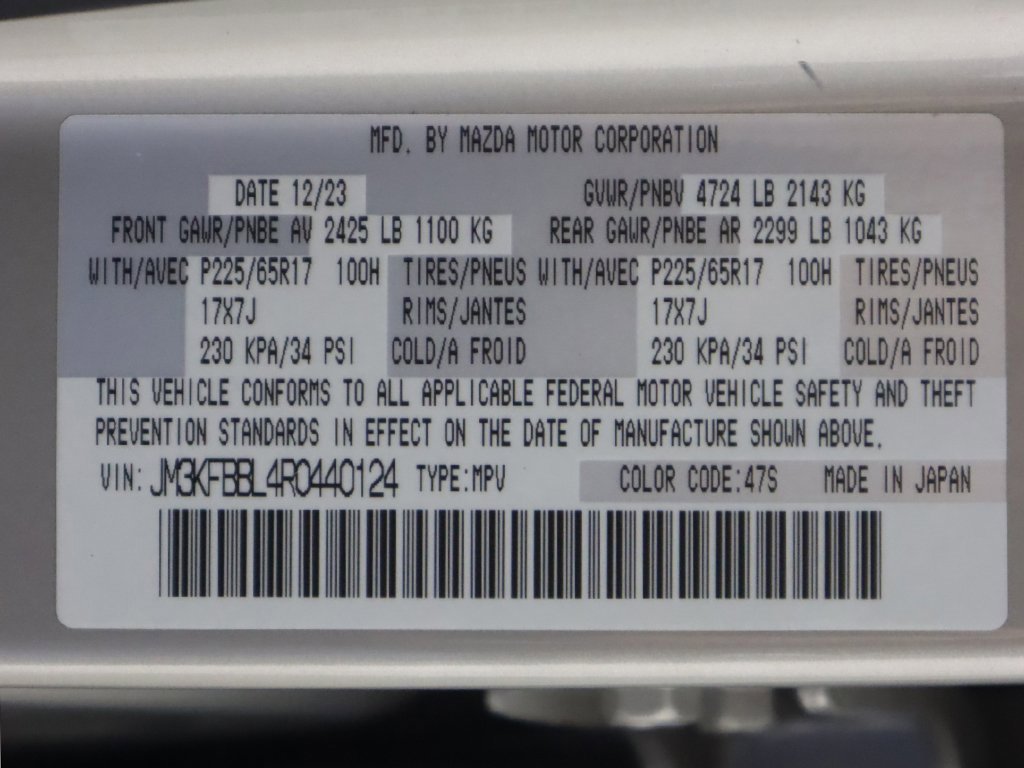 MFD. BY MAZDA MOTOR CORPORATION
DATE 12/23 GVWR/PNBV 4724 LB 2143 KG
FRONT GAWR/PNBE AV 2425 LB 1100 KG REAR GAWR/PNBE AR 2299 LB 1043 KG
WITH/AVEC P225/65R17 100H TIRES/PNEUS WITH/AVEC P225/65R17 100H TIRES/PNEUS
17X7J RIMS/JANTES 17X7J RIMS/JANTES
230 KPA/34 PSI COLD/A FROID 230 KPA/34 PSI COLD/A FROID
THIS VEHICLE CONFORMS TO ALL APPLICABLE FEDERAL MOTOR VEHICLE SAFETY AND THEFT
PREVENTION STANDARDS IN EFFECT ON THE DATE OF MANUFACTURE SHOWN ABOVE.
VIN: JM3KFBBL4R0440124 TYPE:MPV COLOR CODE:47S MADE IN JAPAN